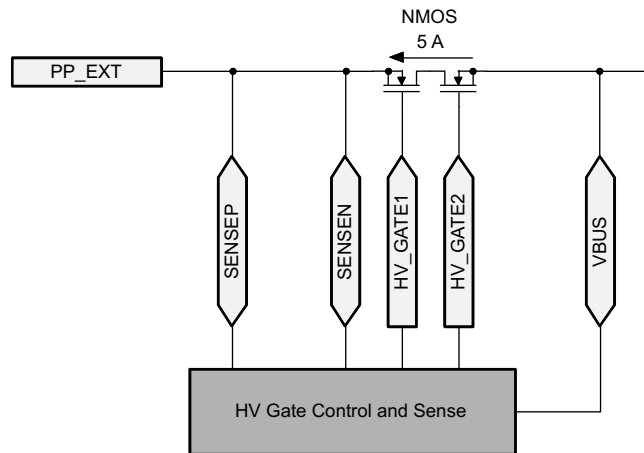 NMOS
5 A
PP_EXT
SENSEP
SENSEN
HV_GATE1
HV_GATE2
VBUS
HV Gate Control and Sense